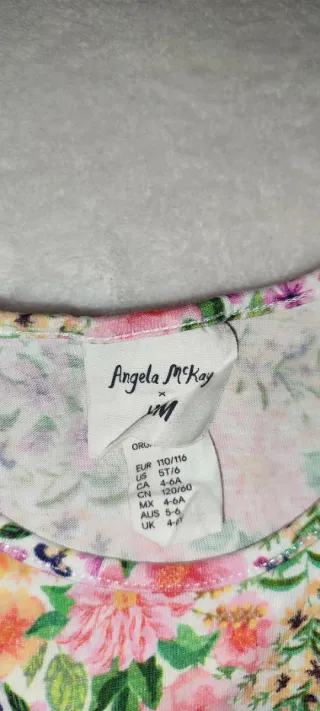 Angela McKay
×
HM
EUR 110/116
US 5T/6
CA 4-6A
CN 120/60
MX 4-6A
AUS 5-6
UK